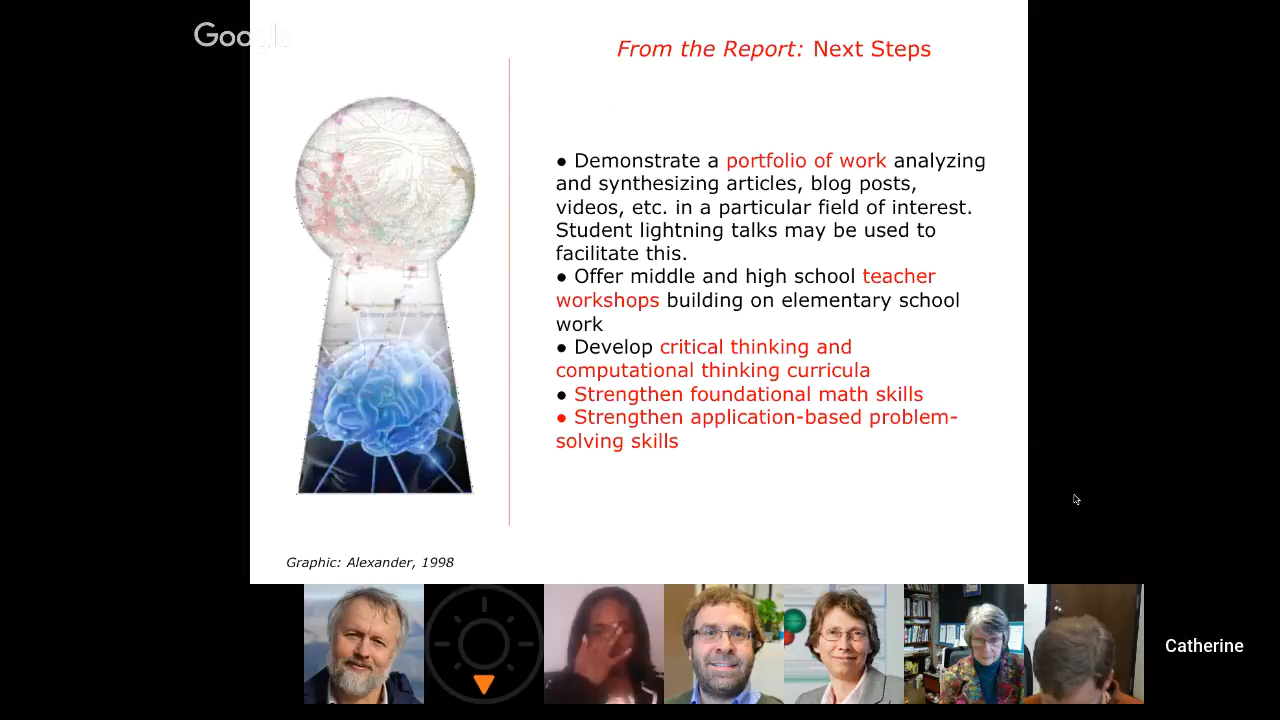 Google
From the Report: Next Steps
● Demonstrate a portfolio of work analyzing
and synthesizing articles, blog posts,
videos, etc. in a particular field of interest.
Student lightning talks may be used to
facilitate this.
● Offer middle and high school teacher
workshops building on elementary school
work
● Develop critical thinking and
computational thinking curricula
● Strengthen foundational math skills
● Strengthen application-based problem-
solving skills
Graphic: Alexander, 1998
Catherine